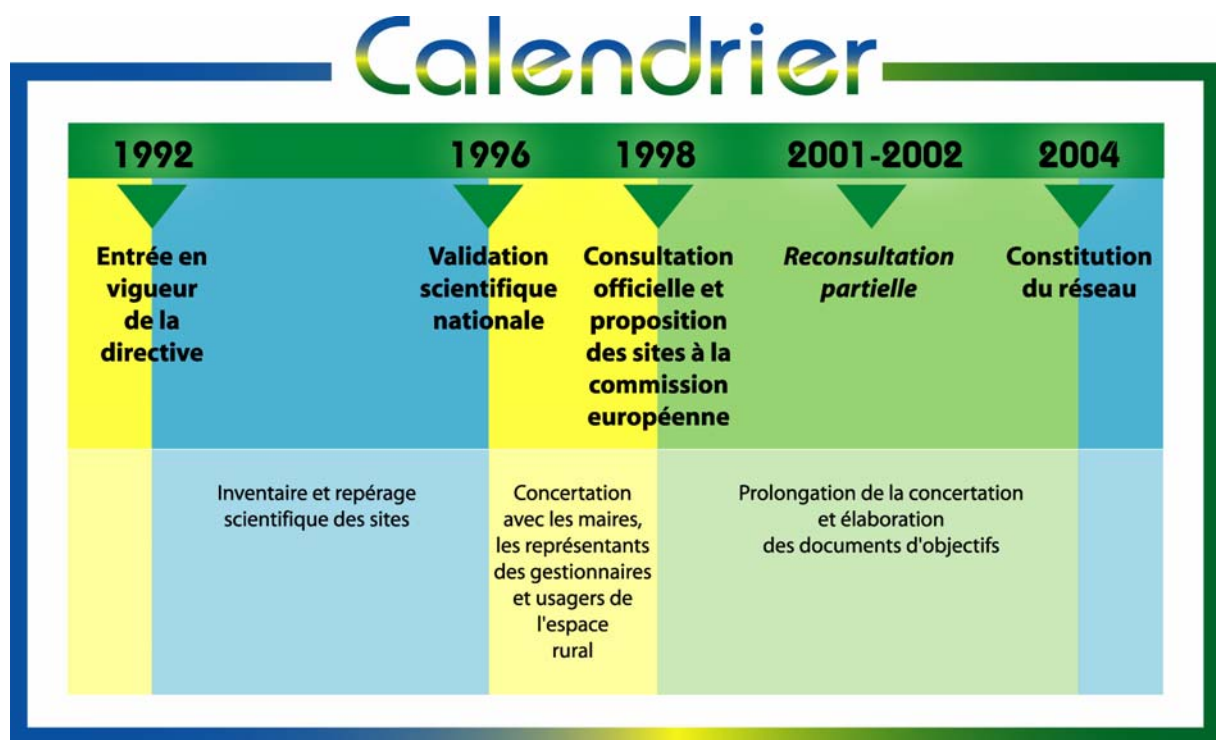 Calendrier
1992
1996
1998
2001-2002
2004
Entrée en
vigueur
de la
directive
Validation
scientifique
nationale
Consultation
officielle et
proposition
des sites à la
commission
européenne
Reconsultation
partielle
Constitution
du réseau
Inventaire et repérage
scientifique des sites
Concertation
avec les maires,
les représentants
des gestionnaires
et usagers de
l'espace
rural
Prolongation de la concertation
et élaboration
des documents d'objectifs